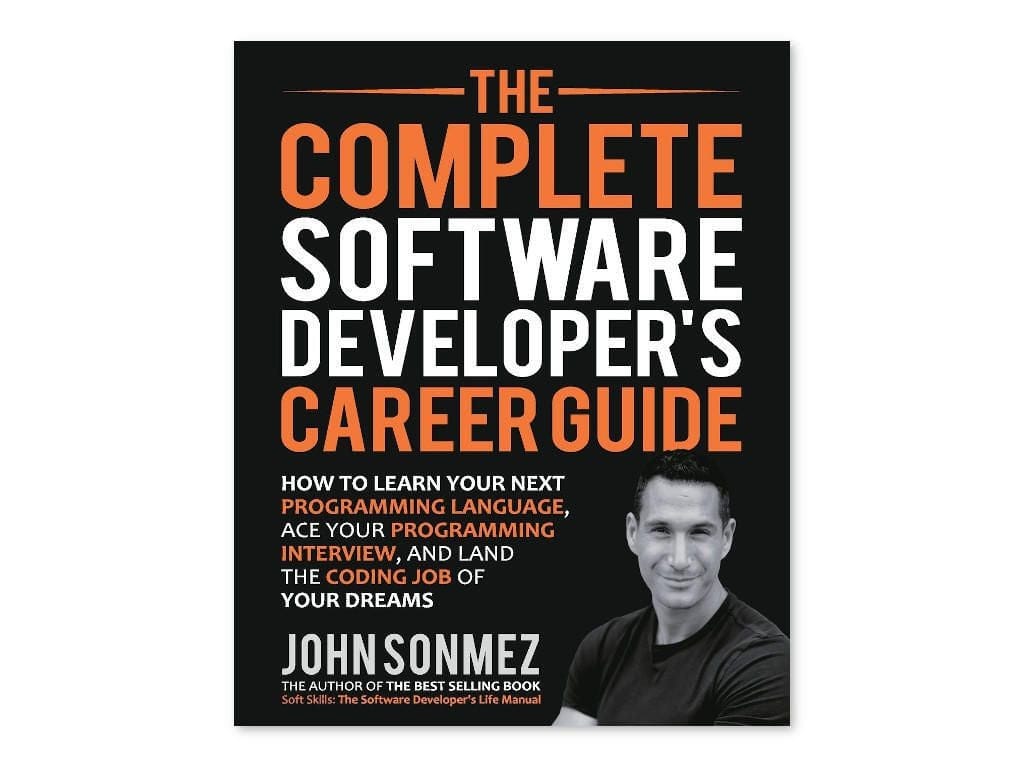 THE
COMPLETE
SOFTWARE
DEVELOPER'S
CAREER GUIDE
HOW TO LEARN YOUR NEXT
PROGRAMMING LANGUAGE,
ACE YOUR PROGRAMMING
INTERVIEW, AND LAND
THE CODING JOB OF
YOUR DREAMS
JOHN SONMEZ
THE AUTHOR OF THE BEST SELLING BOOK
Soft Skills: The Software Developer's Life Manual